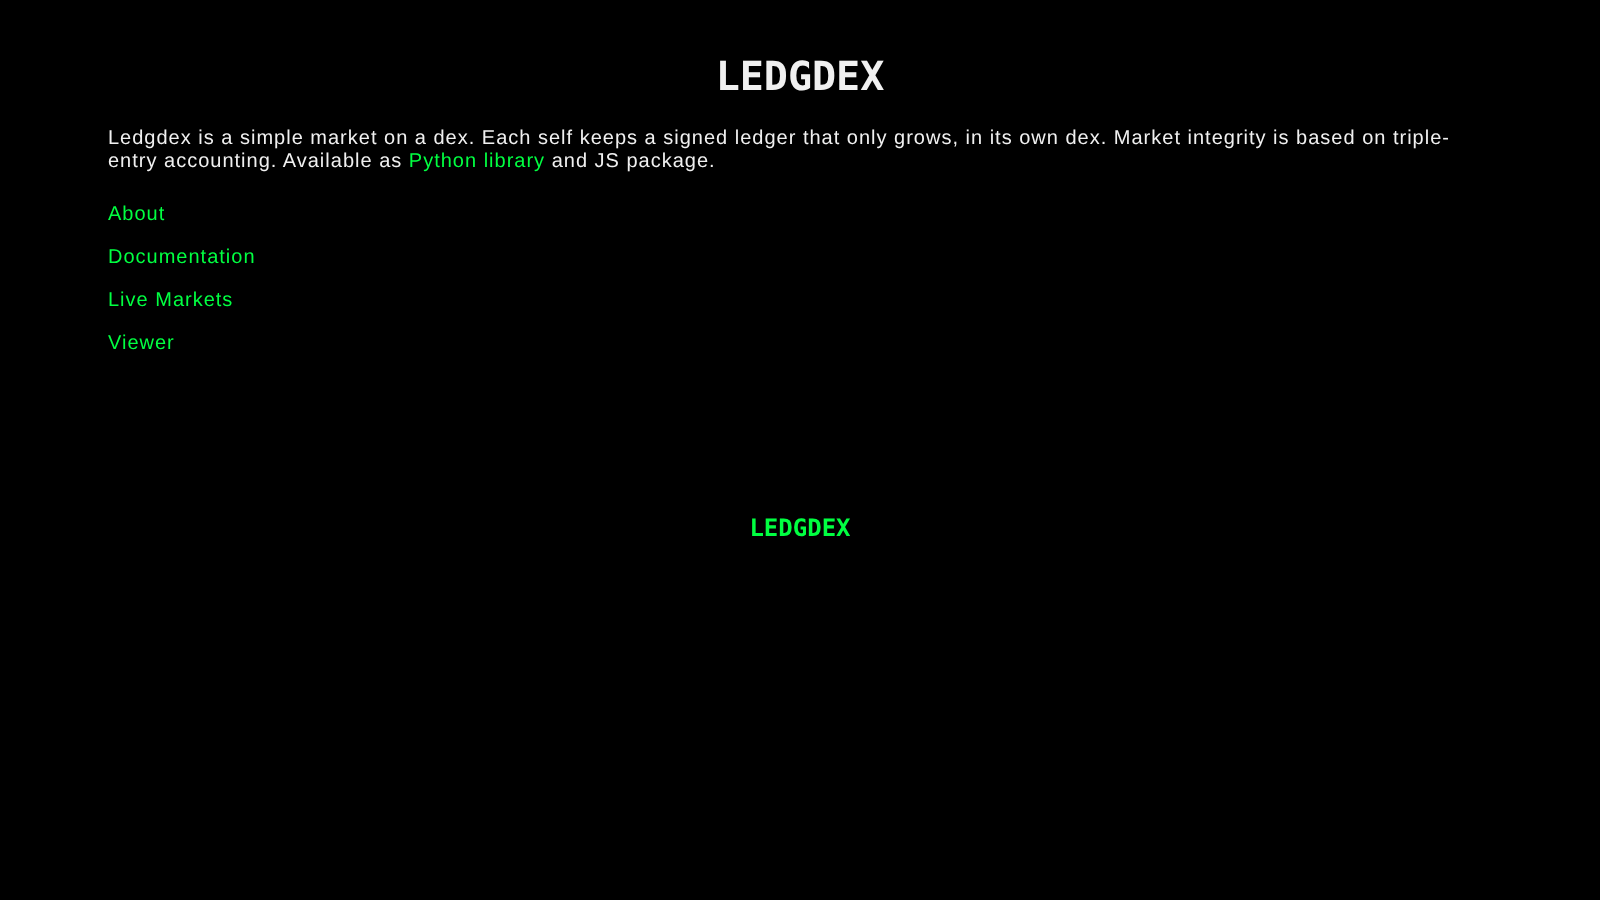 LEDGDEX
Ledgdex is a simple market on a dex. Each self keeps a signed ledger that only grows, in its own dex. Market integrity is based on triple-
entry accounting. Available as Python library and JS package.
About
Documentation
Live Markets
Viewer
LEDGDEX